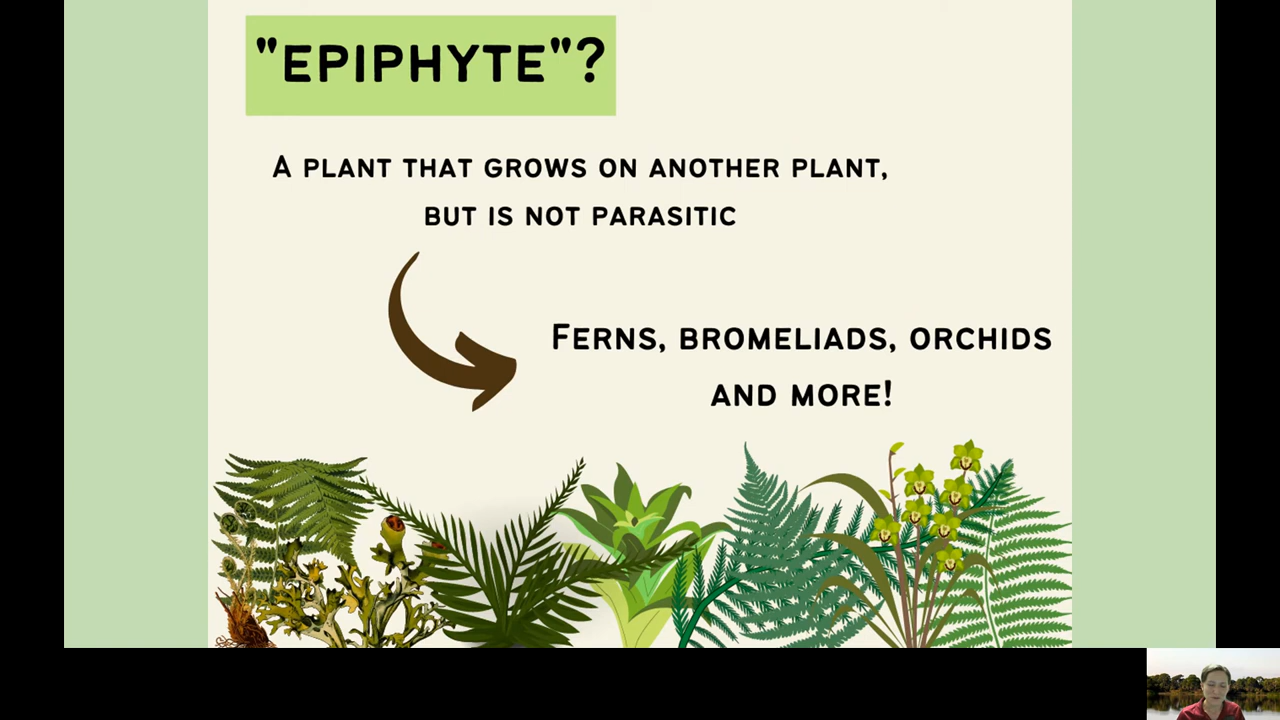 "EPIPHYTE"?
A PLANT THAT GROWS ON ANOTHER PLANT,
BUT IS NOT PARASITIC
FERNS, BROMELIADS, ORCHIDS
AND MORE!